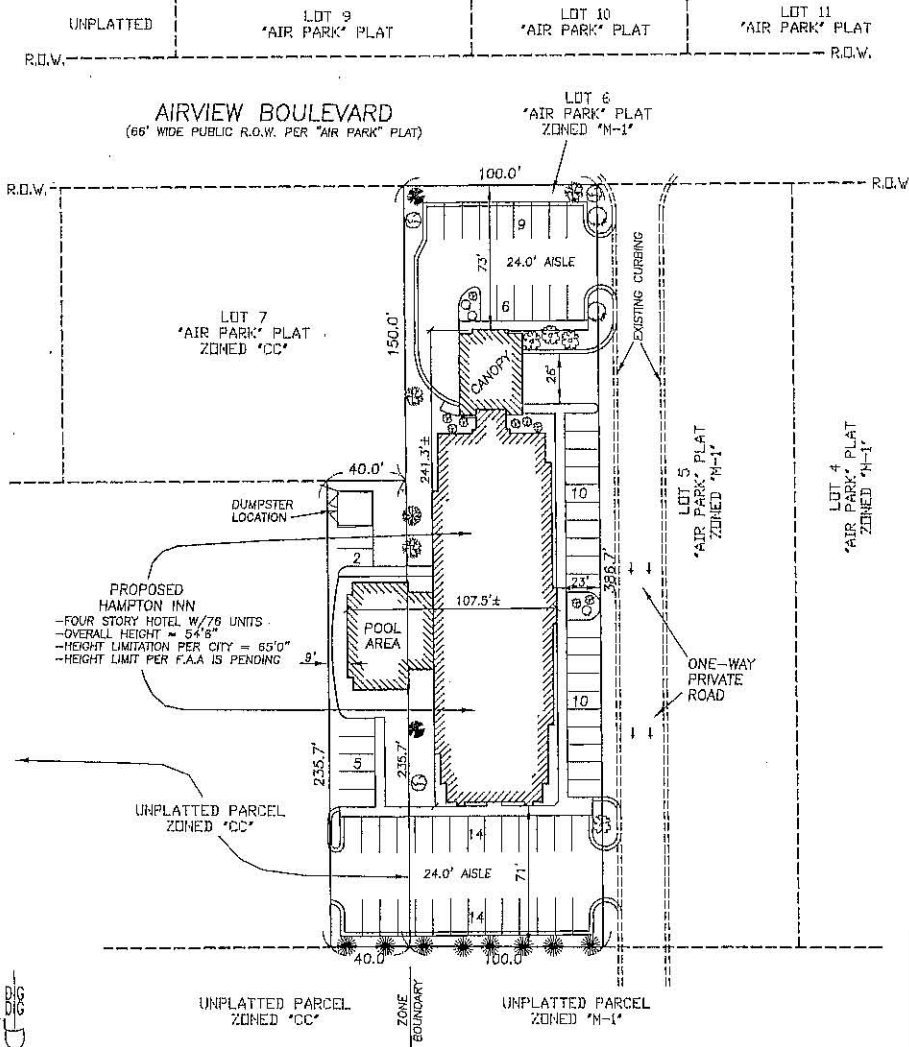 UNPLATTED
LOT 9
"AIR PARK" PLAT
LOT 10
"AIR PARK" PLAT
LOT 11
"AIR PARK" PLAT
R.O.W.
R.O.W.
AIRVIEW BOULEVARD
(66' WIDE PUBLIC R.O.W. PER "AIR PARK" PLAT)
LOT 6
"AIR PARK" PLAT
ZONED "M-1"
R.O.W.
100.0'
R.O.W.
9
73'
24.0' AISLE
6
EXISTING CURBING
LOT 7
"AIR PARK" PLAT
ZONED "CC"
150.0'
CANOPY
26'
241.3'±
40.0'
DUMPSTER
LOCATION
10
LOT 5
"AIR PARK" PLAT
ZONED "M-1"
LOT 4
"AIR PARK" PLAT
ZONED "M-1"
2
386.7'
23'
PROPOSED
HAMPTON INN
-FOUR STORY HOTEL W/76 UNITS
-OVERALL HEIGHT = 54'6"
-HEIGHT LIMITATION PER CITY = 65'0"
-HEIGHT LIMIT PER F.A.A IS PENDING
107.5'±
POOL
AREA
9'
ONE-WAY
PRIVATE
ROAD
10
235.7'
235.7'
5
UNPLATTED PARCEL
ZONED "CC"
14
24.0' AISLE
71'
14
40.0'
100.0'
DIG
DIG
UNPLATTED PARCEL
ZONED "CC"
ZONE
BOUNDARY
UNPLATTED PARCEL
ZONED "M-1"